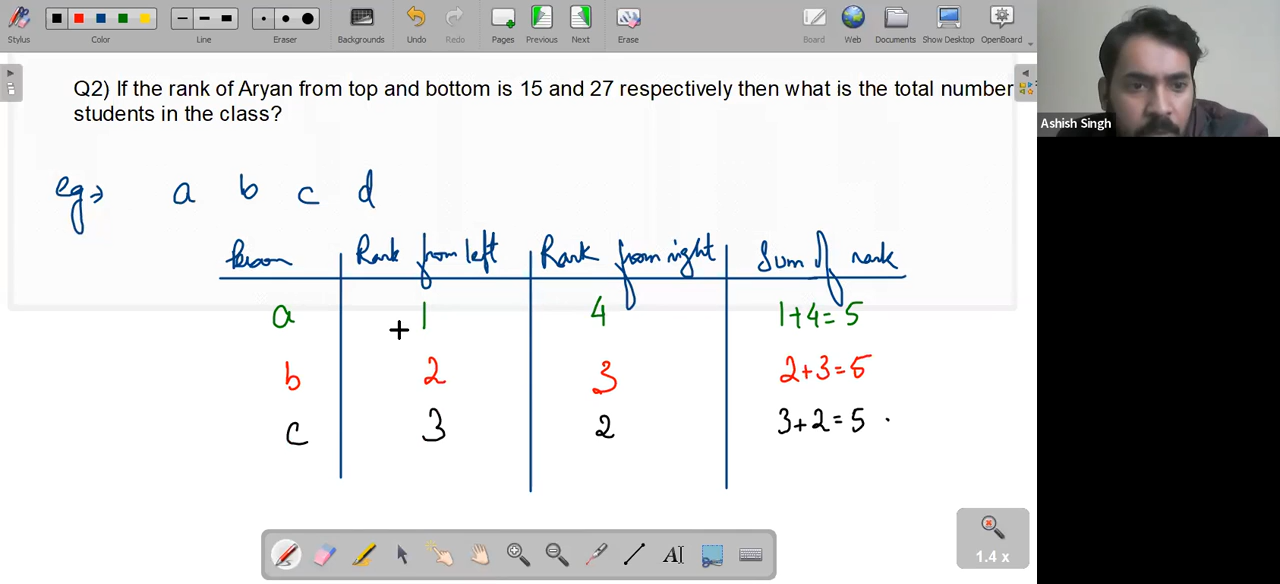 Stylus Color Line Eraser Backgrounds Undo Redo Pages Previous Next Erase Board Web Documents Show Desktop OpenBoard
Q2) If the rank of Aryan from top and bottom is 15 and 27 respectively then what is the total number
students in the class?
Ashish Singh
eg→ a b c d
Person Rank from left Rank from right Sum of rank
a 1 4 1+4=5
b 2 3 2+3=5
c 3 2 3+2=5
1.4 x